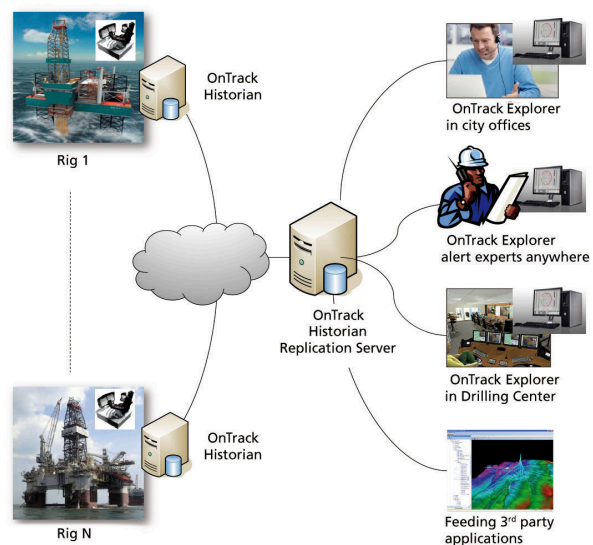 OnTrack
Historian
Rig 1
OnTrack Explorer
in city offices
OnTrack Explorer
alert experts anywhere
OnTrack
Historian
Replication Server
OnTrack Explorer
in Drilling Center
OnTrack
Historian
Rig N
Feeding 3rd party
applications